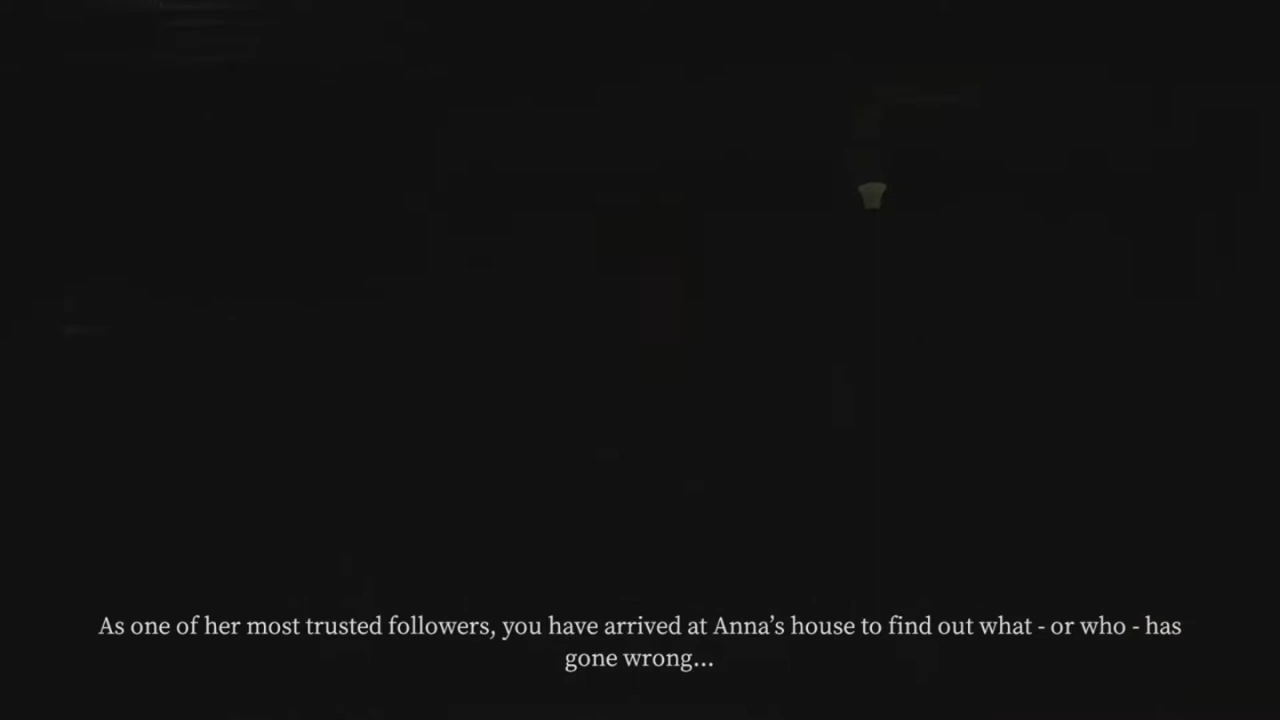 As one of her most trusted followers, you have arrived at Anna’s house to find out what - or who - has
gone wrong...